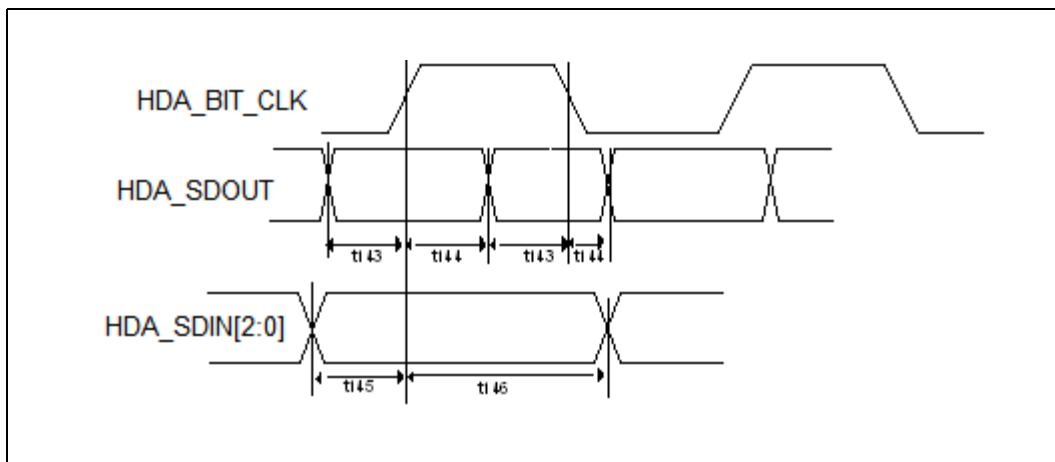 HDA_BIT_CLK
HDA_SDOUT
t143 t144 t143 t144
HDA_SDIN[2:0]
t145 t146